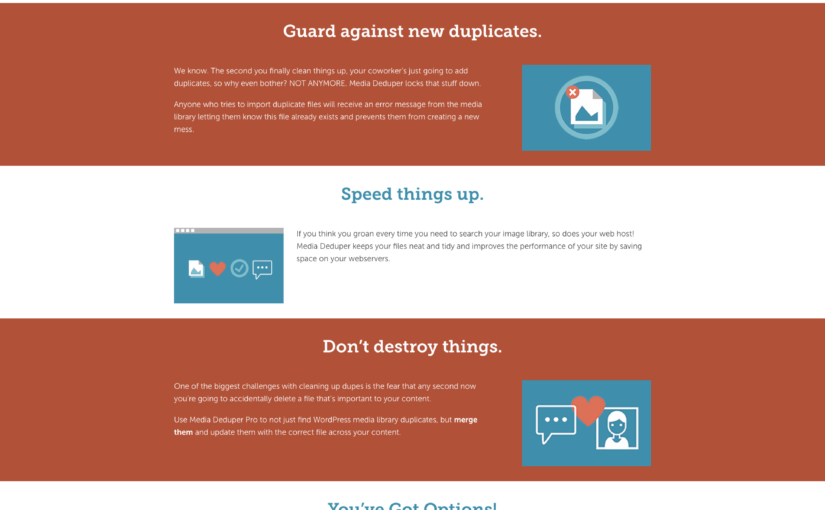 Guard against new duplicates.
We know. The second you finally clean things up, your coworker's just going to add
duplicates, so why even bother? NOT ANYMORE. Media Deduper locks that stuff down.
Anyone who tries to import duplicate files will receive an error message from the media
library letting them know this file already exists and prevents them from creating a new
mess.
Speed things up.
If you think you groan every time you need to search your image library, so does your web host!
Media Deduper keeps your files neat and tidy and improves the performance of your site by saving
space on your webservers.
Don't destroy things.
One of the biggest challenges with cleaning up dupes is the fear that any second now
you're going to accidentally delete a file that's important to your content.
Use Media Deduper Pro to not just find WordPress media library duplicates, but merge
them and update them with the correct file across your content.
You've Got Options!